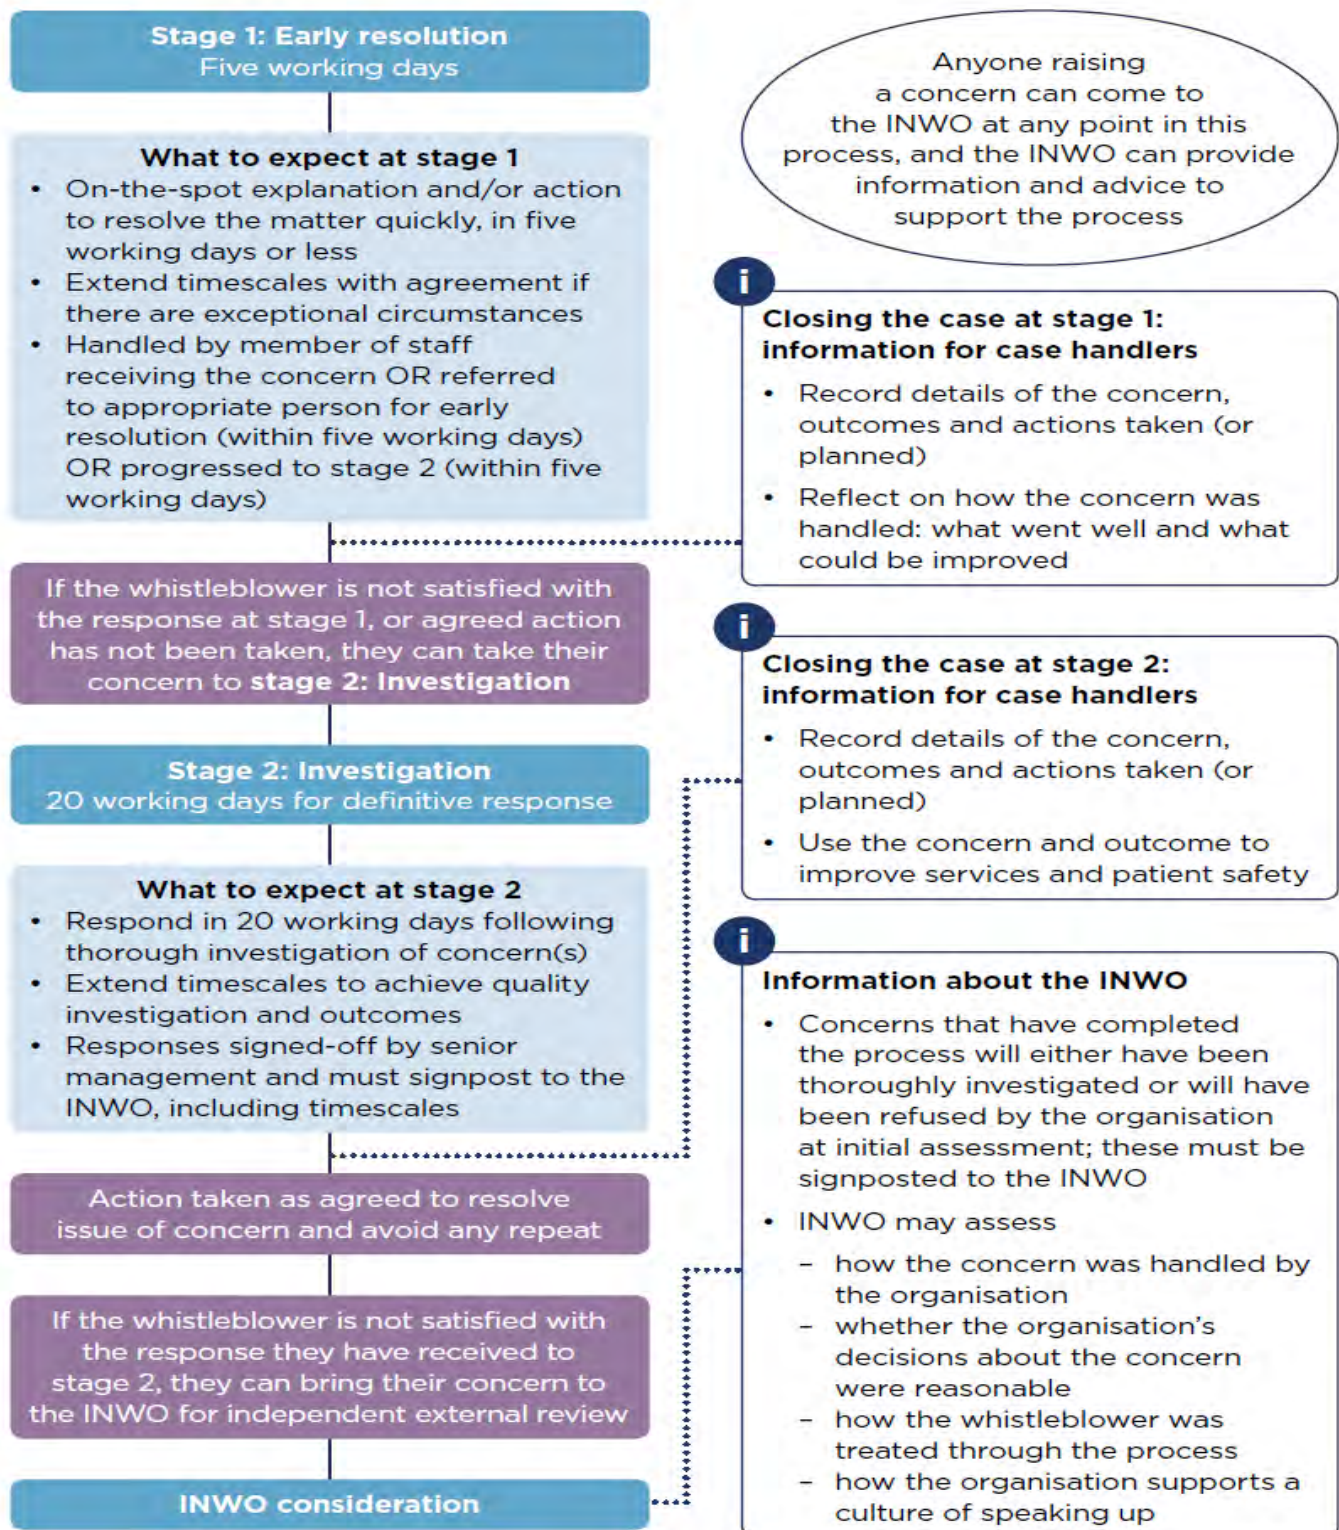 Stage 1: Early resolution
Five working days
What to expect at stage 1
• On-the-spot explanation and/or action
to resolve the matter quickly, in five
working days or less
• Extend timescales with agreement if
there are exceptional circumstances
• Handled by member of staff
receiving the concern OR referred
to appropriate person for early
resolution (within five working days)
OR progressed to stage 2 (within five
working days)
If the whistleblower is not satisfied with
the response at stage 1, or agreed action
has not been taken, they can take their
concern to stage 2: Investigation
Stage 2: Investigation
20 working days for definitive response
What to expect at stage 2
• Respond in 20 working days following
thorough investigation of concern(s)
• Extend timescales to achieve quality
investigation and outcomes
• Responses signed-off by senior
management and must signpost to the
INWO, including timescales
Action taken as agreed to resolve
issue of concern and avoid any repeat
If the whistleblower is not satisfied with
the response they have received to
stage 2, they can bring their concern to
the INWO for independent external review
INWO consideration
Anyone raising
a concern can come to
the INWO at any point in this
process, and the INWO can provide
information and advice to
support the process
i
Closing the case at stage 1:
information for case handlers
• Record details of the concern,
outcomes and actions taken (or
planned)
• Reflect on how the concern was
handled: what went well and what
could be improved
i
Closing the case at stage 2:
information for case handlers
• Record details of the concern,
outcomes and actions taken (or
planned)
• Use the concern and outcome to
improve services and patient safety
i
Information about the INWO
• Concerns that have completed
the process will either have been
thoroughly investigated or will have
been refused by the organisation
at initial assessment; these must be
signposted to the INWO
• INWO may assess
– how the concern was handled by
the organisation
– whether the organisation's
decisions about the concern
were reasonable
– how the whistleblower was
treated through the process
– how the organisation supports a
culture of speaking up